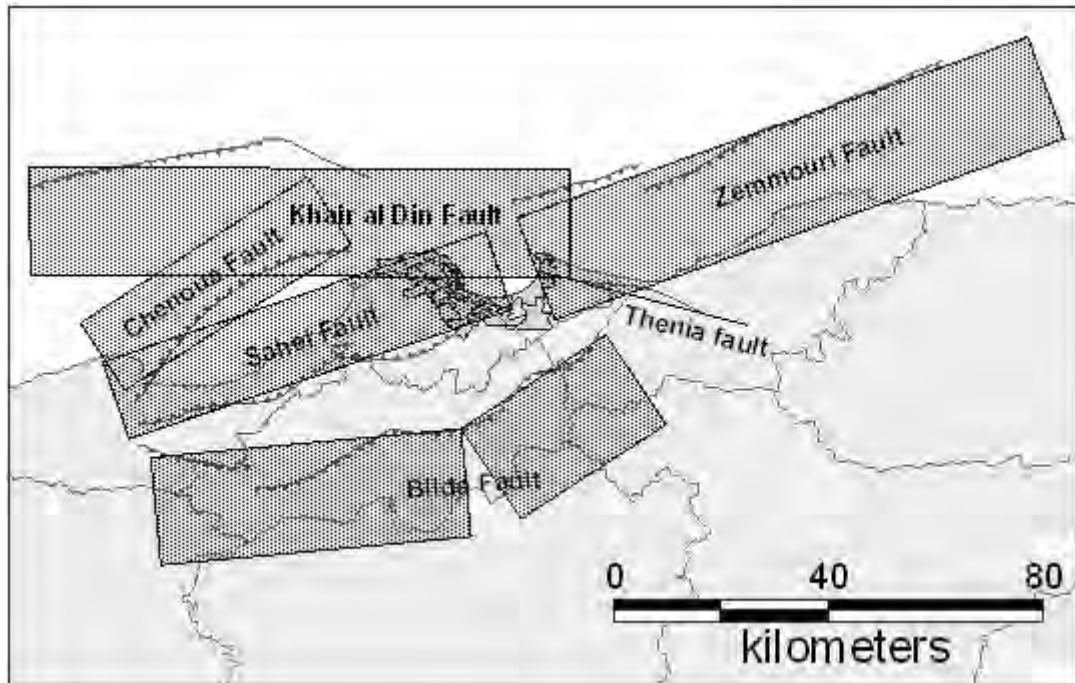 Zemmouri Fault
Khair al Din Fault
Chenoua Fault
Sahel Fault
Thenia fault
Blida Fault
0 40 80
kilometers